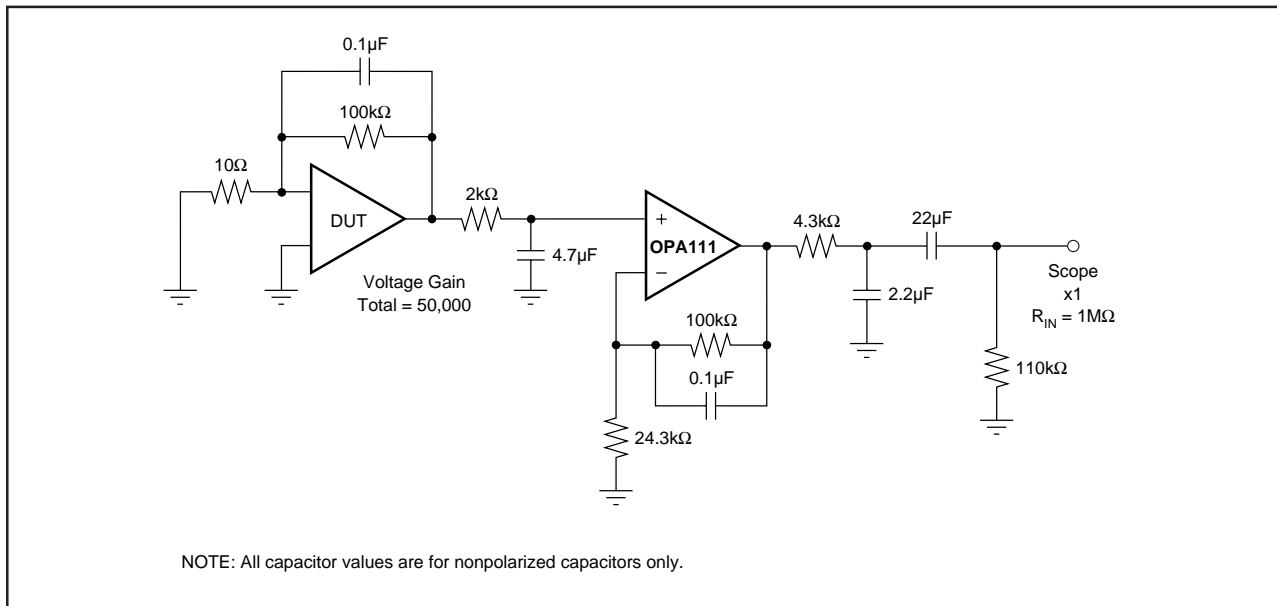 0.1µF
100kΩ
10Ω
DUT
2kΩ
4.7µF
Voltage Gain
Total = 50,000
+
OPA111
−
100kΩ
0.1µF
24.3kΩ
4.3kΩ
22µF
2.2µF
Scope
x1
RIN = 1MΩ
110kΩ
NOTE: All capacitor values are for nonpolarized capacitors only.